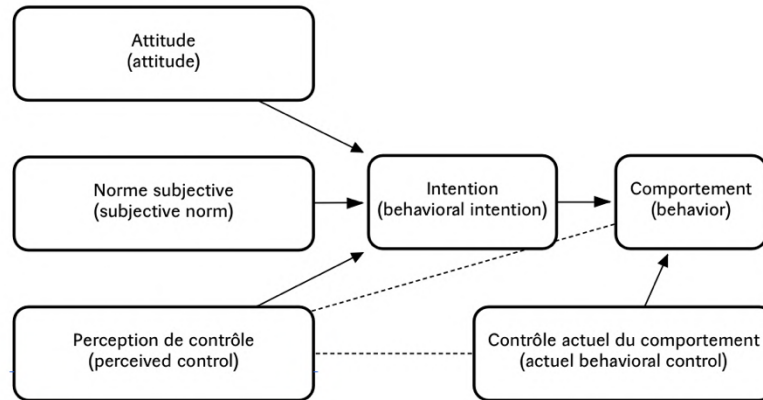 Attitude
(attitude)
Norme subjective
(subjective norm)
Intention
(behavioral intention)
Comportement
(behavior)
Perception de contrôle
(perceived control)
Contrôle actuel du comportement
(actuel behavioral control)